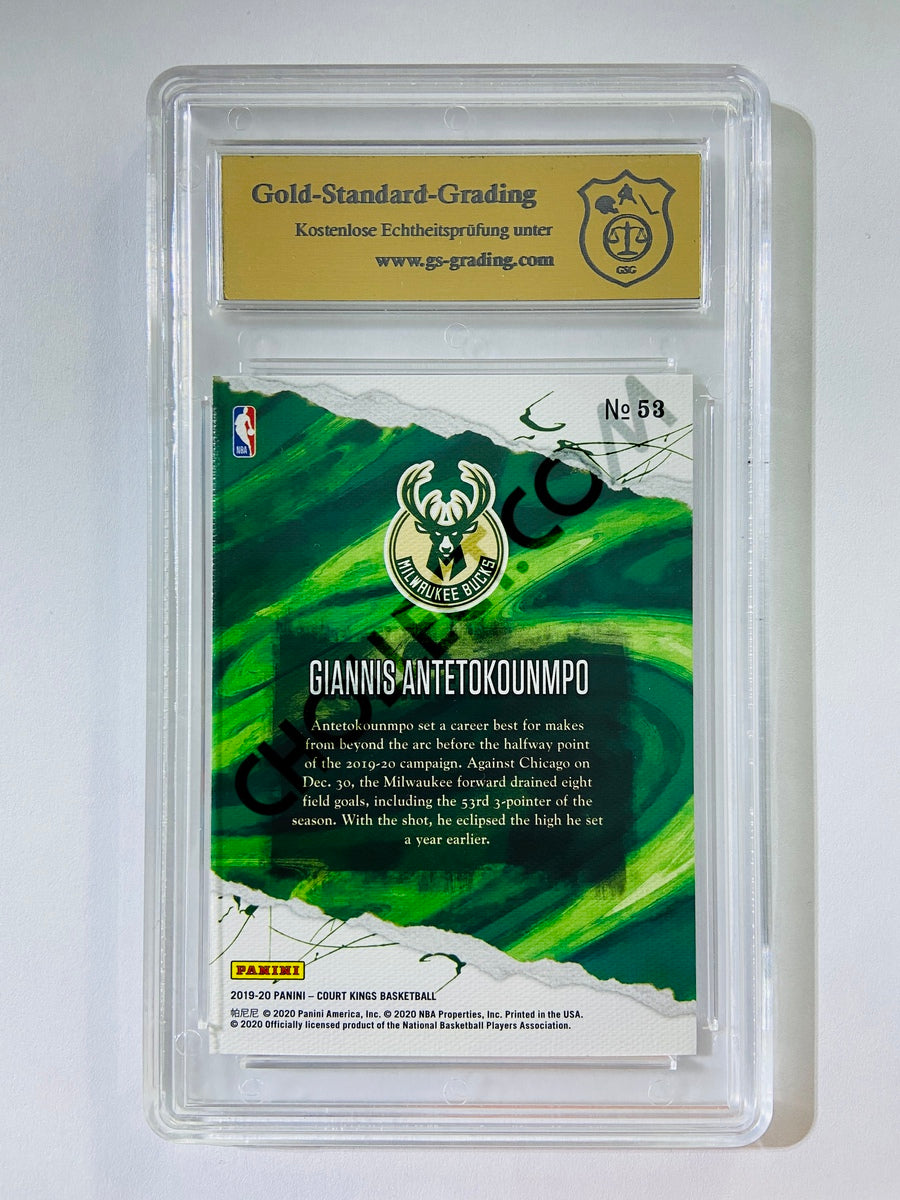 Gold-Standard-Grading
Kostenlose Echtheitsprüfung unter
www.gs-grading.com
GSG
№ 53
NBA
MILWAUKEE BUCKS
GIANNIS ANTETOKOUNMPO
Antetokounmpo set a career best for makes
from beyond the arc before the halfway point
of the 2019-20 campaign. Against Chicago on
Dec. 30, the Milwaukee forward drained eight
field goals, including the 53rd 3-pointer of the
season. With the shot, he eclipsed the high he set
a year earlier.
PANINI
2019-20 PANINI – COURT KINGS BASKETBALL
帕尼尼 © 2020 Panini America, Inc. © 2020 NBA Properties, Inc. Printed in the USA.
© 2020 Officially licensed product of the National Basketball Players Association.